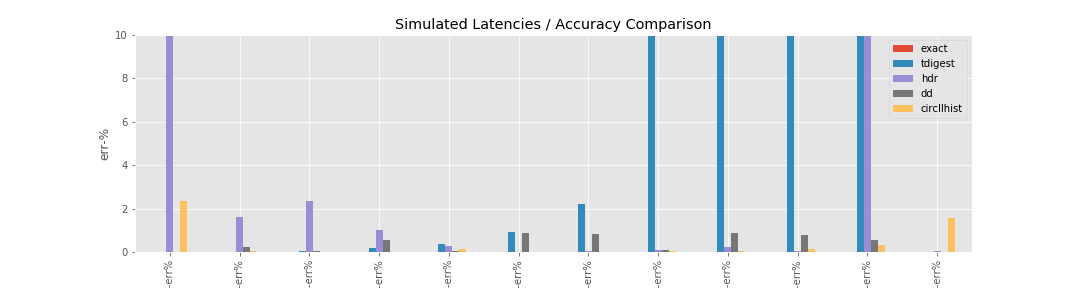 Simulated Latencies / Accuracy Comparison
10
8
6
4
2
0
err-%
exact
tdigest
hdr
dd
circllhist
-err%
-err%
-err%
-err%
-err%
-err%
-err%
-err%
-err%
-err%
-err%
-err%